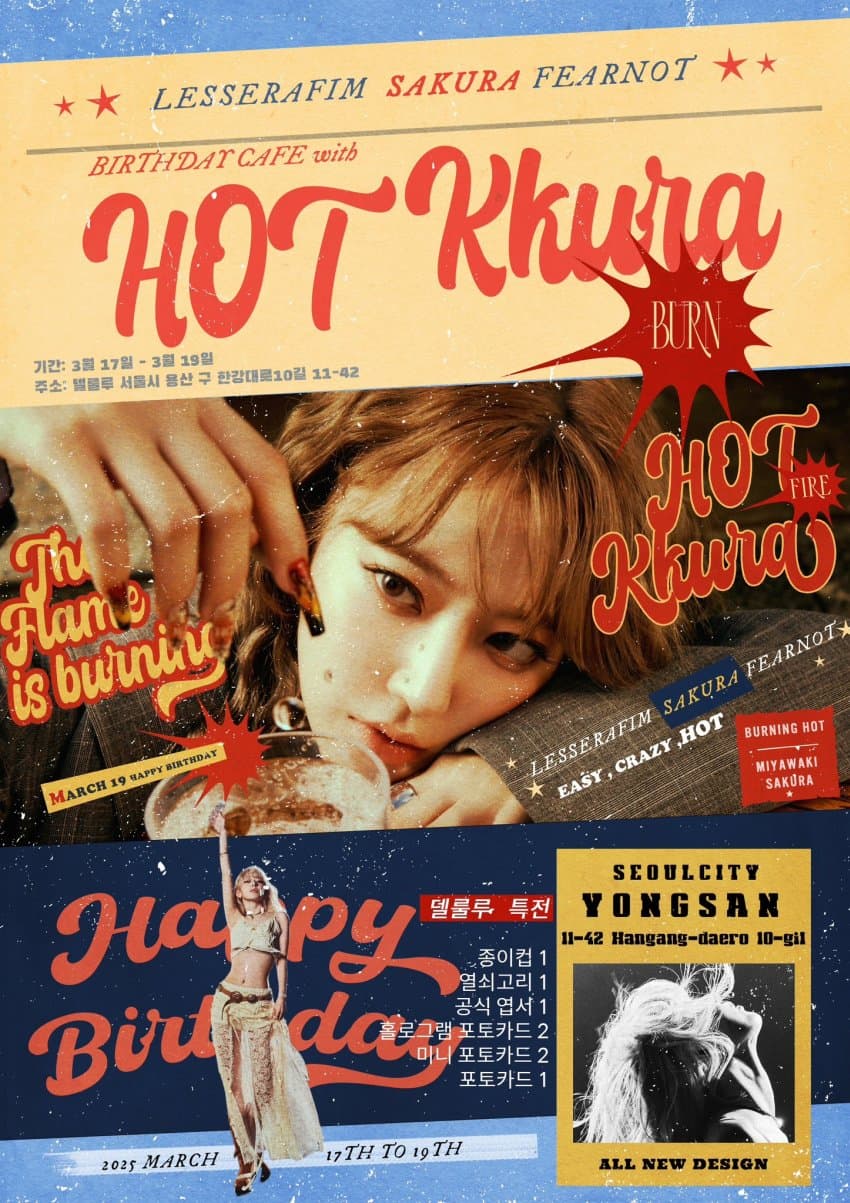 LESSERAFIM SAKURA FEARNOT
BIRTHDAY CAFE with
HOT Kkura
BURN
기간: 3월 17일 - 3월 19일
주소: 델룰루 서울시 용산 구 한강대로10길 11-42
HOT
FIRE
Kkura
The
Flame
is burning
LESSERAFIM SAKURA FEARNOT
EASY , CRAZY ,HOT
BURNING HOT
MIYAWAKI
SAKURA
MARCH 19 HAPPY BIRTHDAY
Happy
Birthday
델룰루 특전
종이컵 1
열쇠고리 1
공식 엽서 1
홀로그램 포토카드 2
미니 포토카드 2
포토카드 1
SEOULCITY
YONGSAN
11-42 Hangang-daero 10-gil
ALL NEW DESIGN
2025 MARCH 17TH TO 19TH